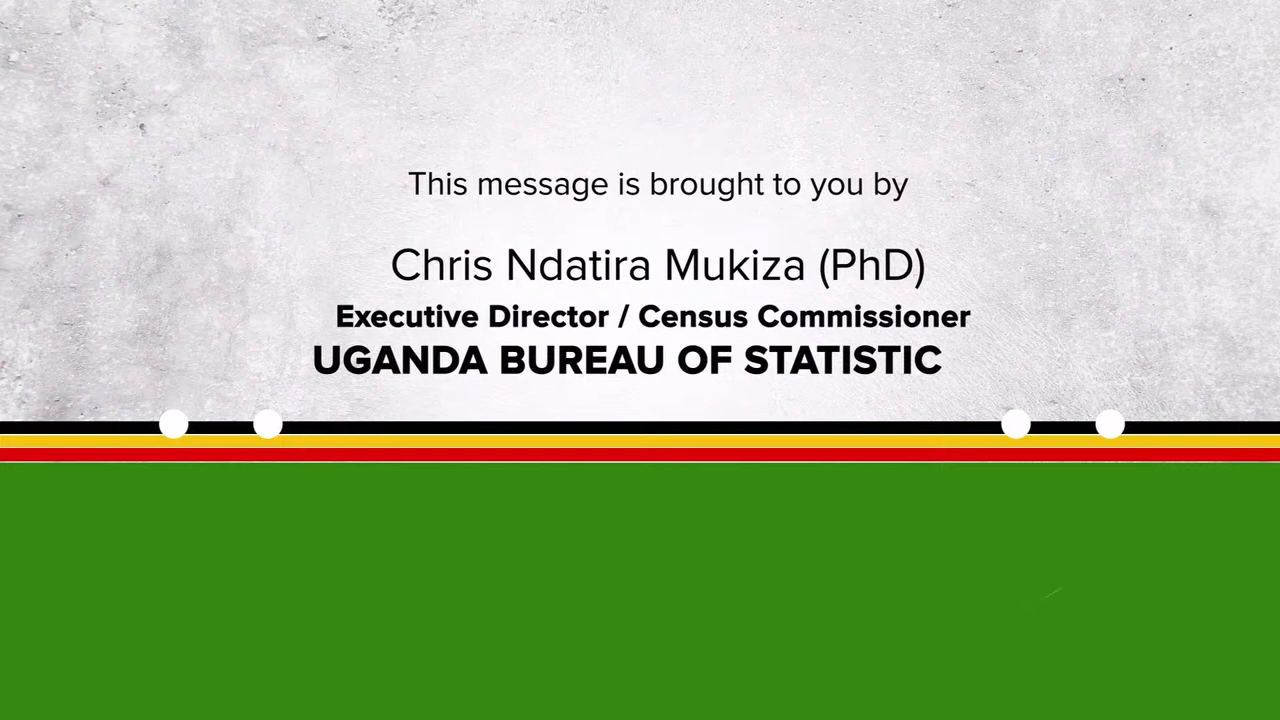 This message is brought to you by
Chris Ndatira Mukiza (PhD)
Executive Director / Census Commissioner
UGANDA BUREAU OF STATISTIC